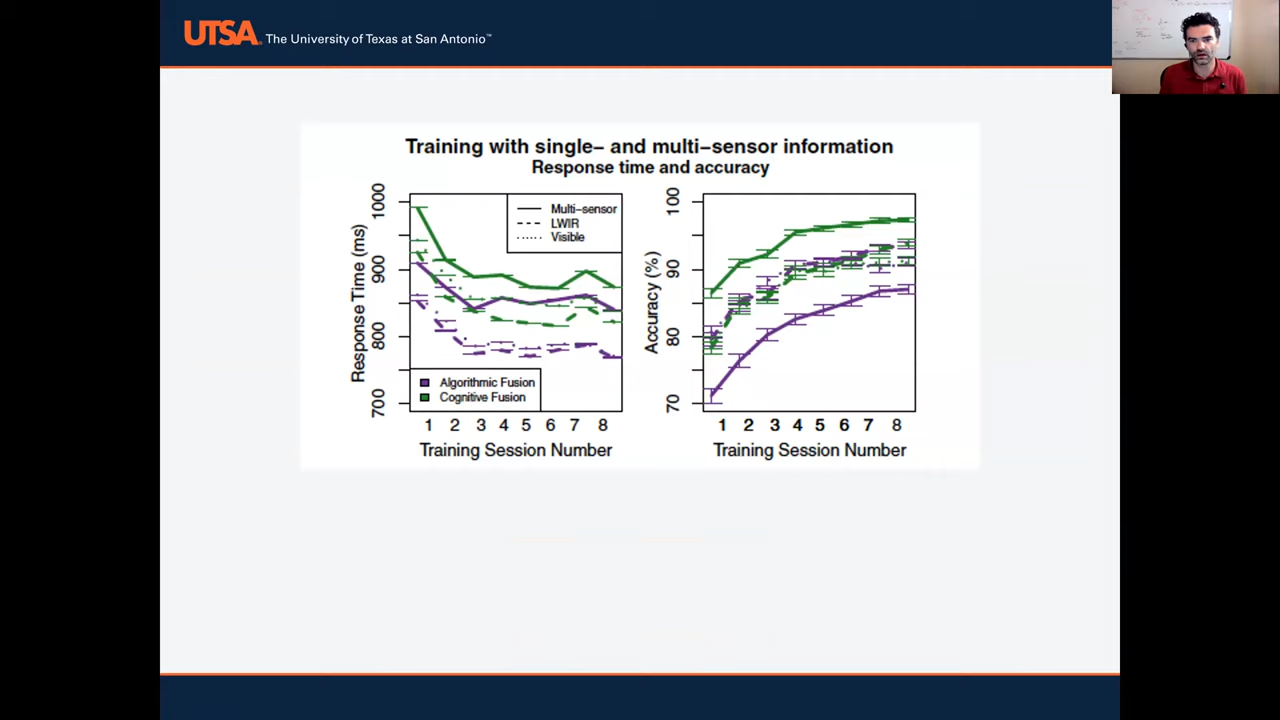 UTSA. The University of Texas at San Antonio™
Training with single− and multi−sensor information
Response time and accuracy
Response Time (ms)
1000
900
800
700
Multi−sensor
LWIR
Visible
Algorithmic Fusion
Cognitive Fusion
1 2 3 4 5 6 7 8
Training Session Number
Accuracy (%)
100
90
80
70
1 2 3 4 5 6 7 8
Training Session Number